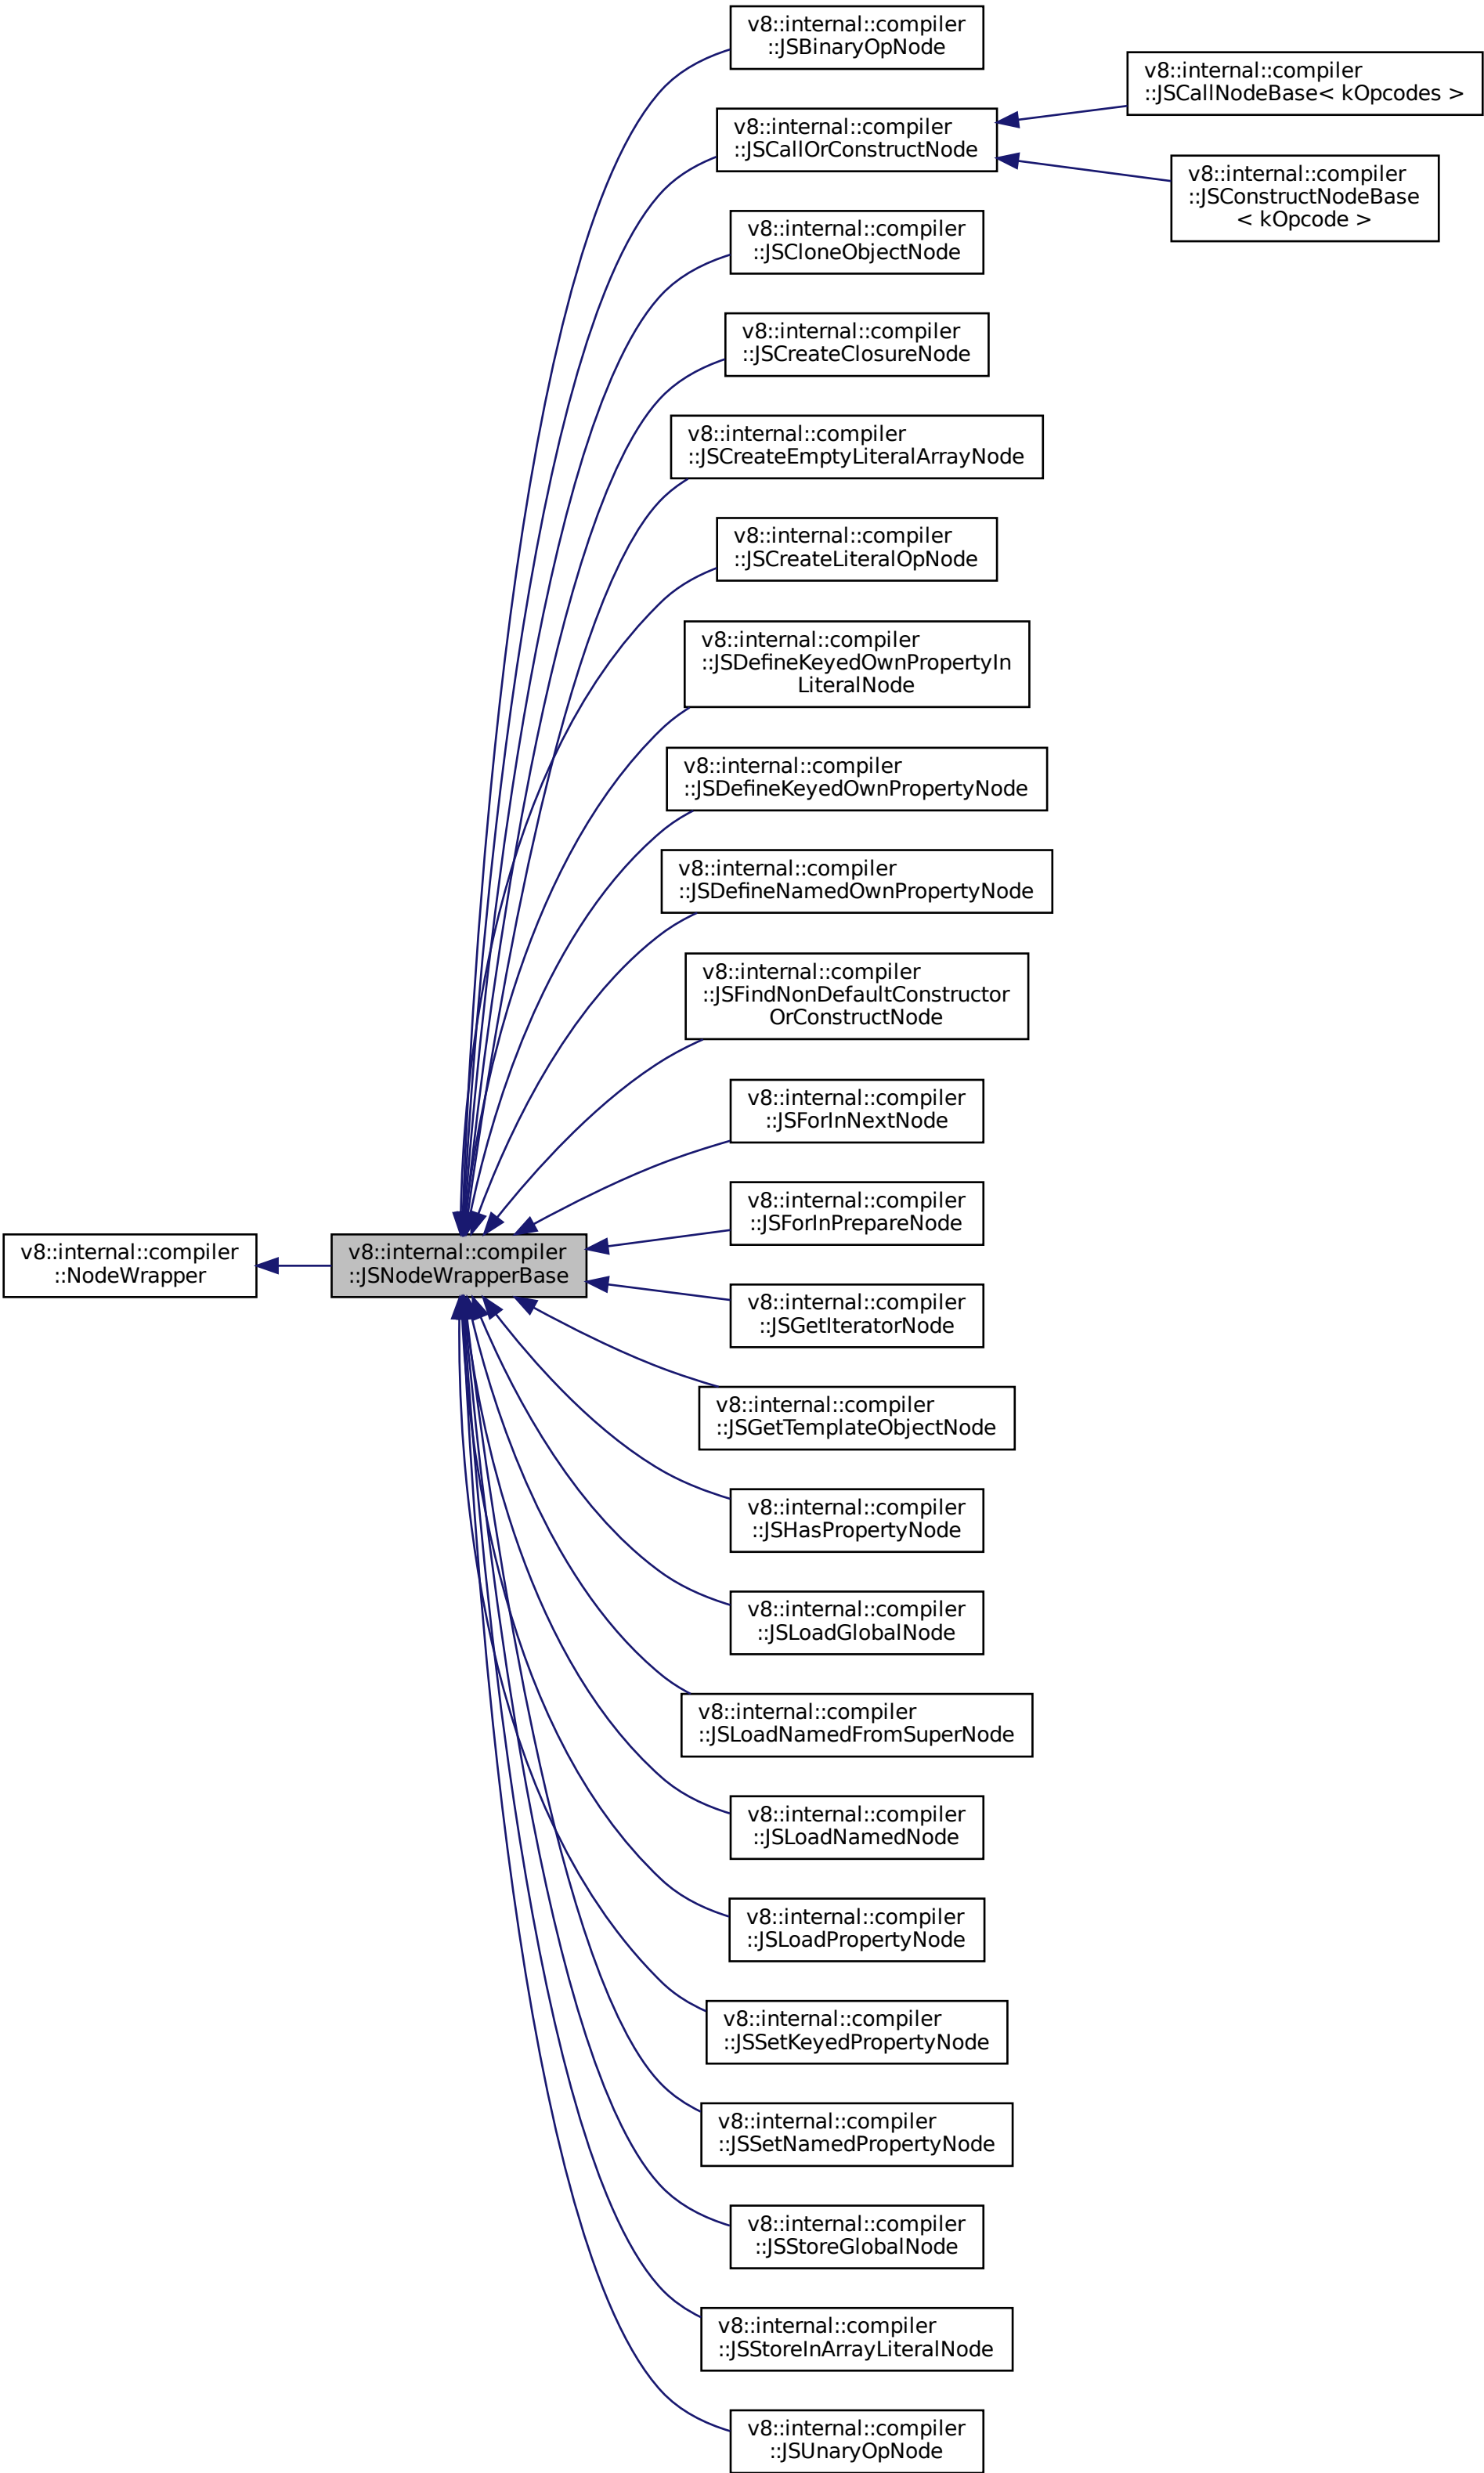 v8::internal::compiler
::JSBinaryOpNode
v8::internal::compiler
::JSCallNodeBase< kOpcodes >
v8::internal::compiler
::JSCallOrConstructNode
v8::internal::compiler
::JSConstructNodeBase
< kOpcode >
v8::internal::compiler
::JSCloneObjectNode
v8::internal::compiler
::JSCreateClosureNode
v8::internal::compiler
::JSCreateEmptyLiteralArrayNode
v8::internal::compiler
::JSCreateLiteralOpNode
v8::internal::compiler
::JSDefineKeyedOwnPropertyIn
LiteralNode
v8::internal::compiler
::JSDefineKeyedOwnPropertyNode
v8::internal::compiler
::JSDefineNamedOwnPropertyNode
v8::internal::compiler
::JSFindNonDefaultConstructor
OrConstructNode
v8::internal::compiler
::JSForInNextNode
v8::internal::compiler
::JSForInPrepareNode
v8::internal::compiler
::NodeWrapper
v8::internal::compiler
::JSNodeWrapperBase
v8::internal::compiler
::JSGetIteratorNode
v8::internal::compiler
::JSGetTemplateObjectNode
v8::internal::compiler
::JSHasPropertyNode
v8::internal::compiler
::JSLoadGlobalNode
v8::internal::compiler
::JSLoadNamedFromSuperNode
v8::internal::compiler
::JSLoadNamedNode
v8::internal::compiler
::JSLoadPropertyNode
v8::internal::compiler
::JSSetKeyedPropertyNode
v8::internal::compiler
::JSSetNamedPropertyNode
v8::internal::compiler
::JSStoreGlobalNode
v8::internal::compiler
::JSStoreInArrayLiteralNode
v8::internal::compiler
::JSUnaryOpNode